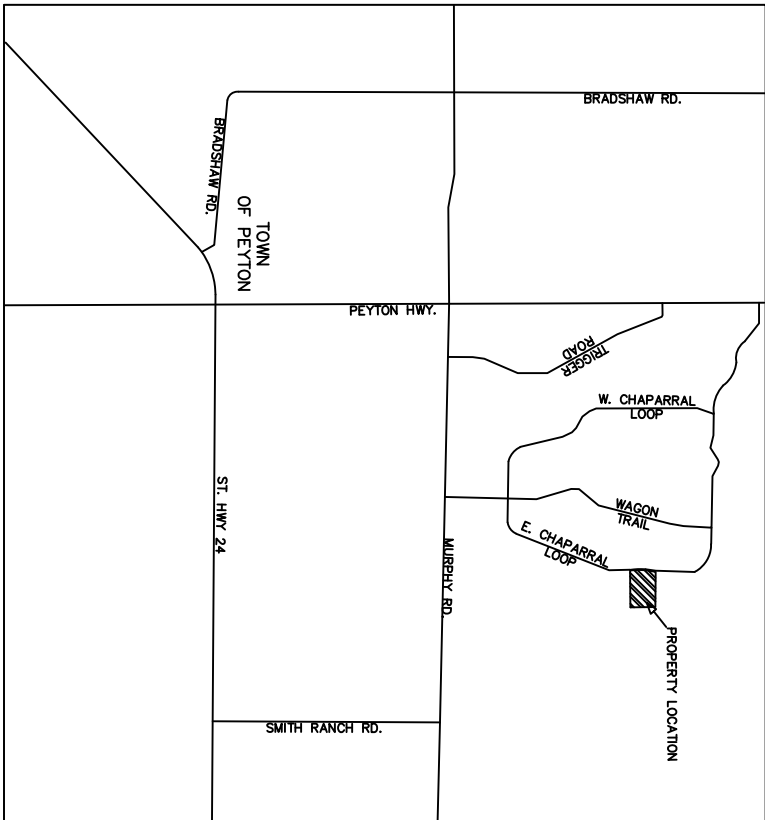 BRADSHAW RD.
BRADSHAW RD.
TOWN
OF PEYTON
PEYTON HWY.
TRIGGER
ROAD
W. CHAPARRAL
LOOP
WAGON
TRAIL
E. CHAPARRAL
LOOP
ST. HWY 24
MURPHY RD.
PROPERTY LOCATION
SMITH RANCH RD.